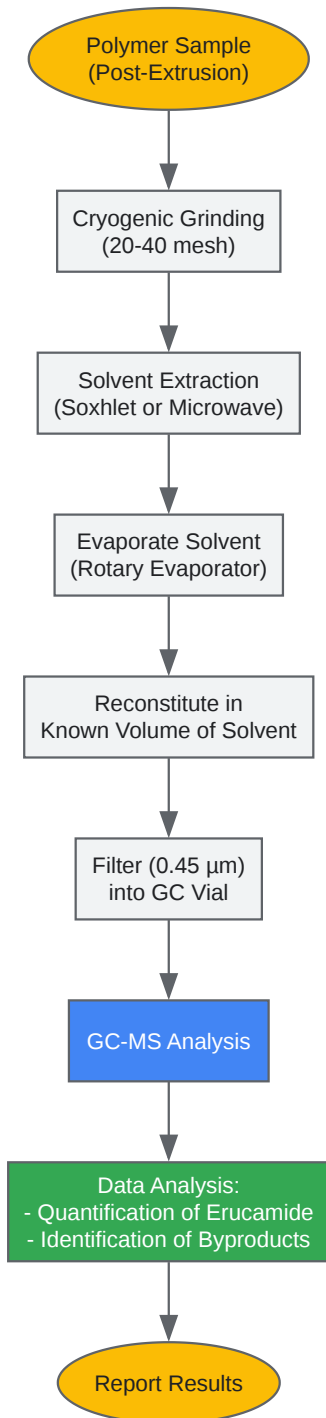 Polymer Sample
(Post-Extrusion)
Cryogenic Grinding
(20-40 mesh)
Solvent Extraction
(Soxhlet or Microwave)
Evaporate Solvent
(Rotary Evaporator)
Reconstitute in
Known Volume of Solvent
Filter (0.45 µm)
into GC Vial
GC-MS Analysis
Data Analysis:
- Quantification of Erucamide
- Identification of Byproducts
Report Results